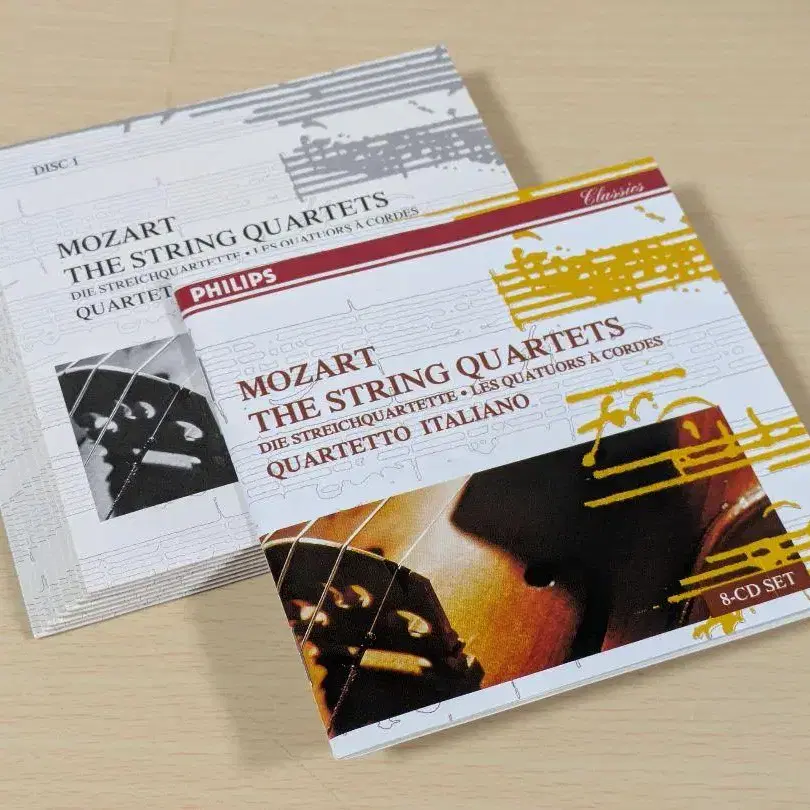 DISC 1
MOZART
THE STRING QUARTETS
DIE STREICHQUARTETTE • LES QUATUORS À CORDES
QUARTET
PHILIPS
Classics
MOZART
THE STRING QUARTETS
DIE STREICHQUARTETTE • LES QUATUORS À CORDES
QUARTETTO ITALIANO
8-CD SET